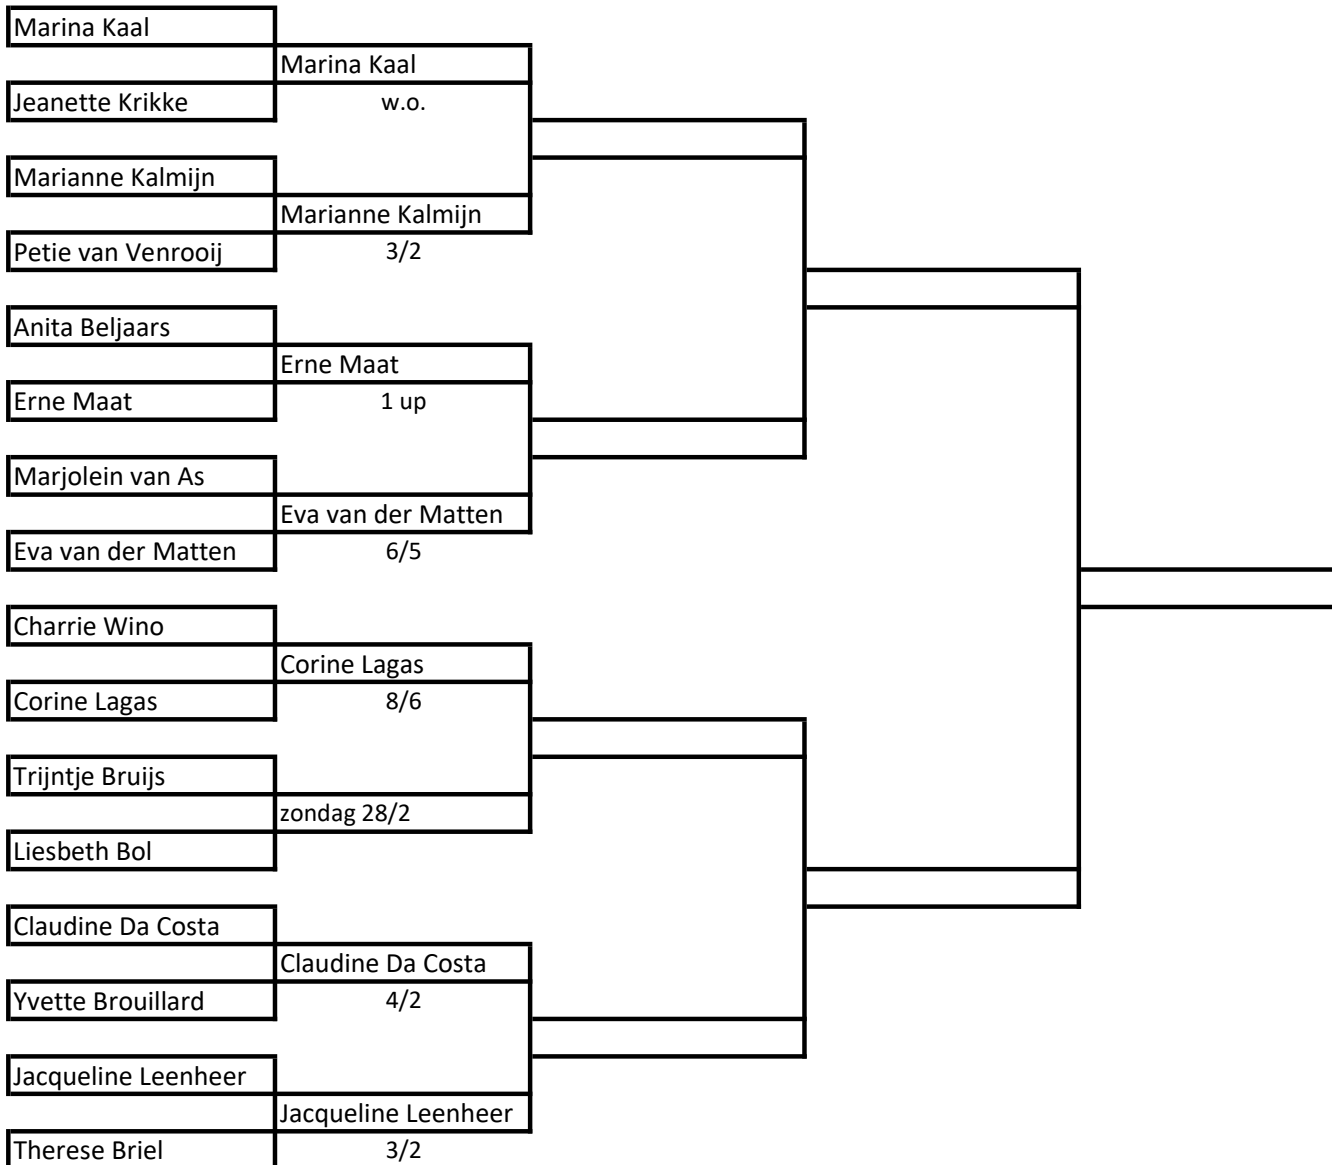 Marina Kaal
Marina Kaal
Jeanette Krikke
w.o.
Marianne Kalmijn
Marianne Kalmijn
Petie van Venrooij
3/2
Anita Beljaars
Erne Maat
Erne Maat
1 up
Marjolein van As
Eva van der Matten
Eva van der Matten
6/5
Charrie Wino
Corine Lagas
Corine Lagas
8/6
Trijntje Bruijs
zondag 28/2
Liesbeth Bol
Claudine Da Costa
Claudine Da Costa
Yvette Brouillard
4/2
Jacqueline Leenheer
Jacqueline Leenheer
Therese Briel
3/2